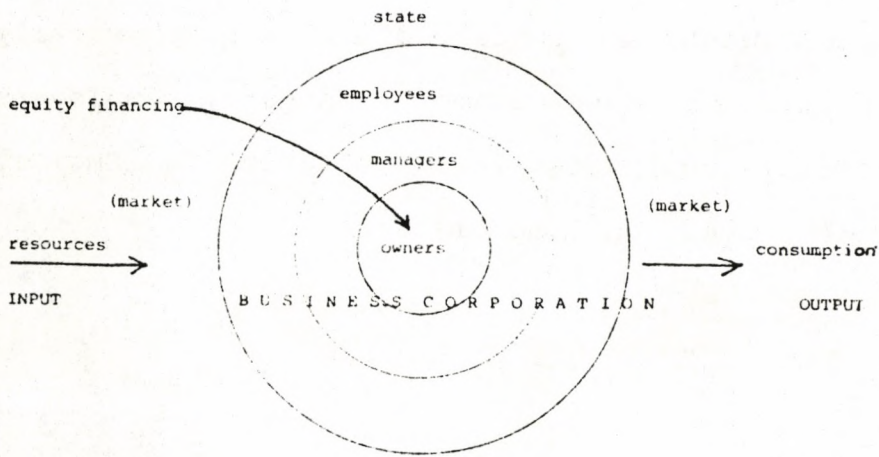 state
employees
equity financing
managers
(market) (market)
resources owners consumption
INPUT BUSINESS CORPORATION OUTPUT